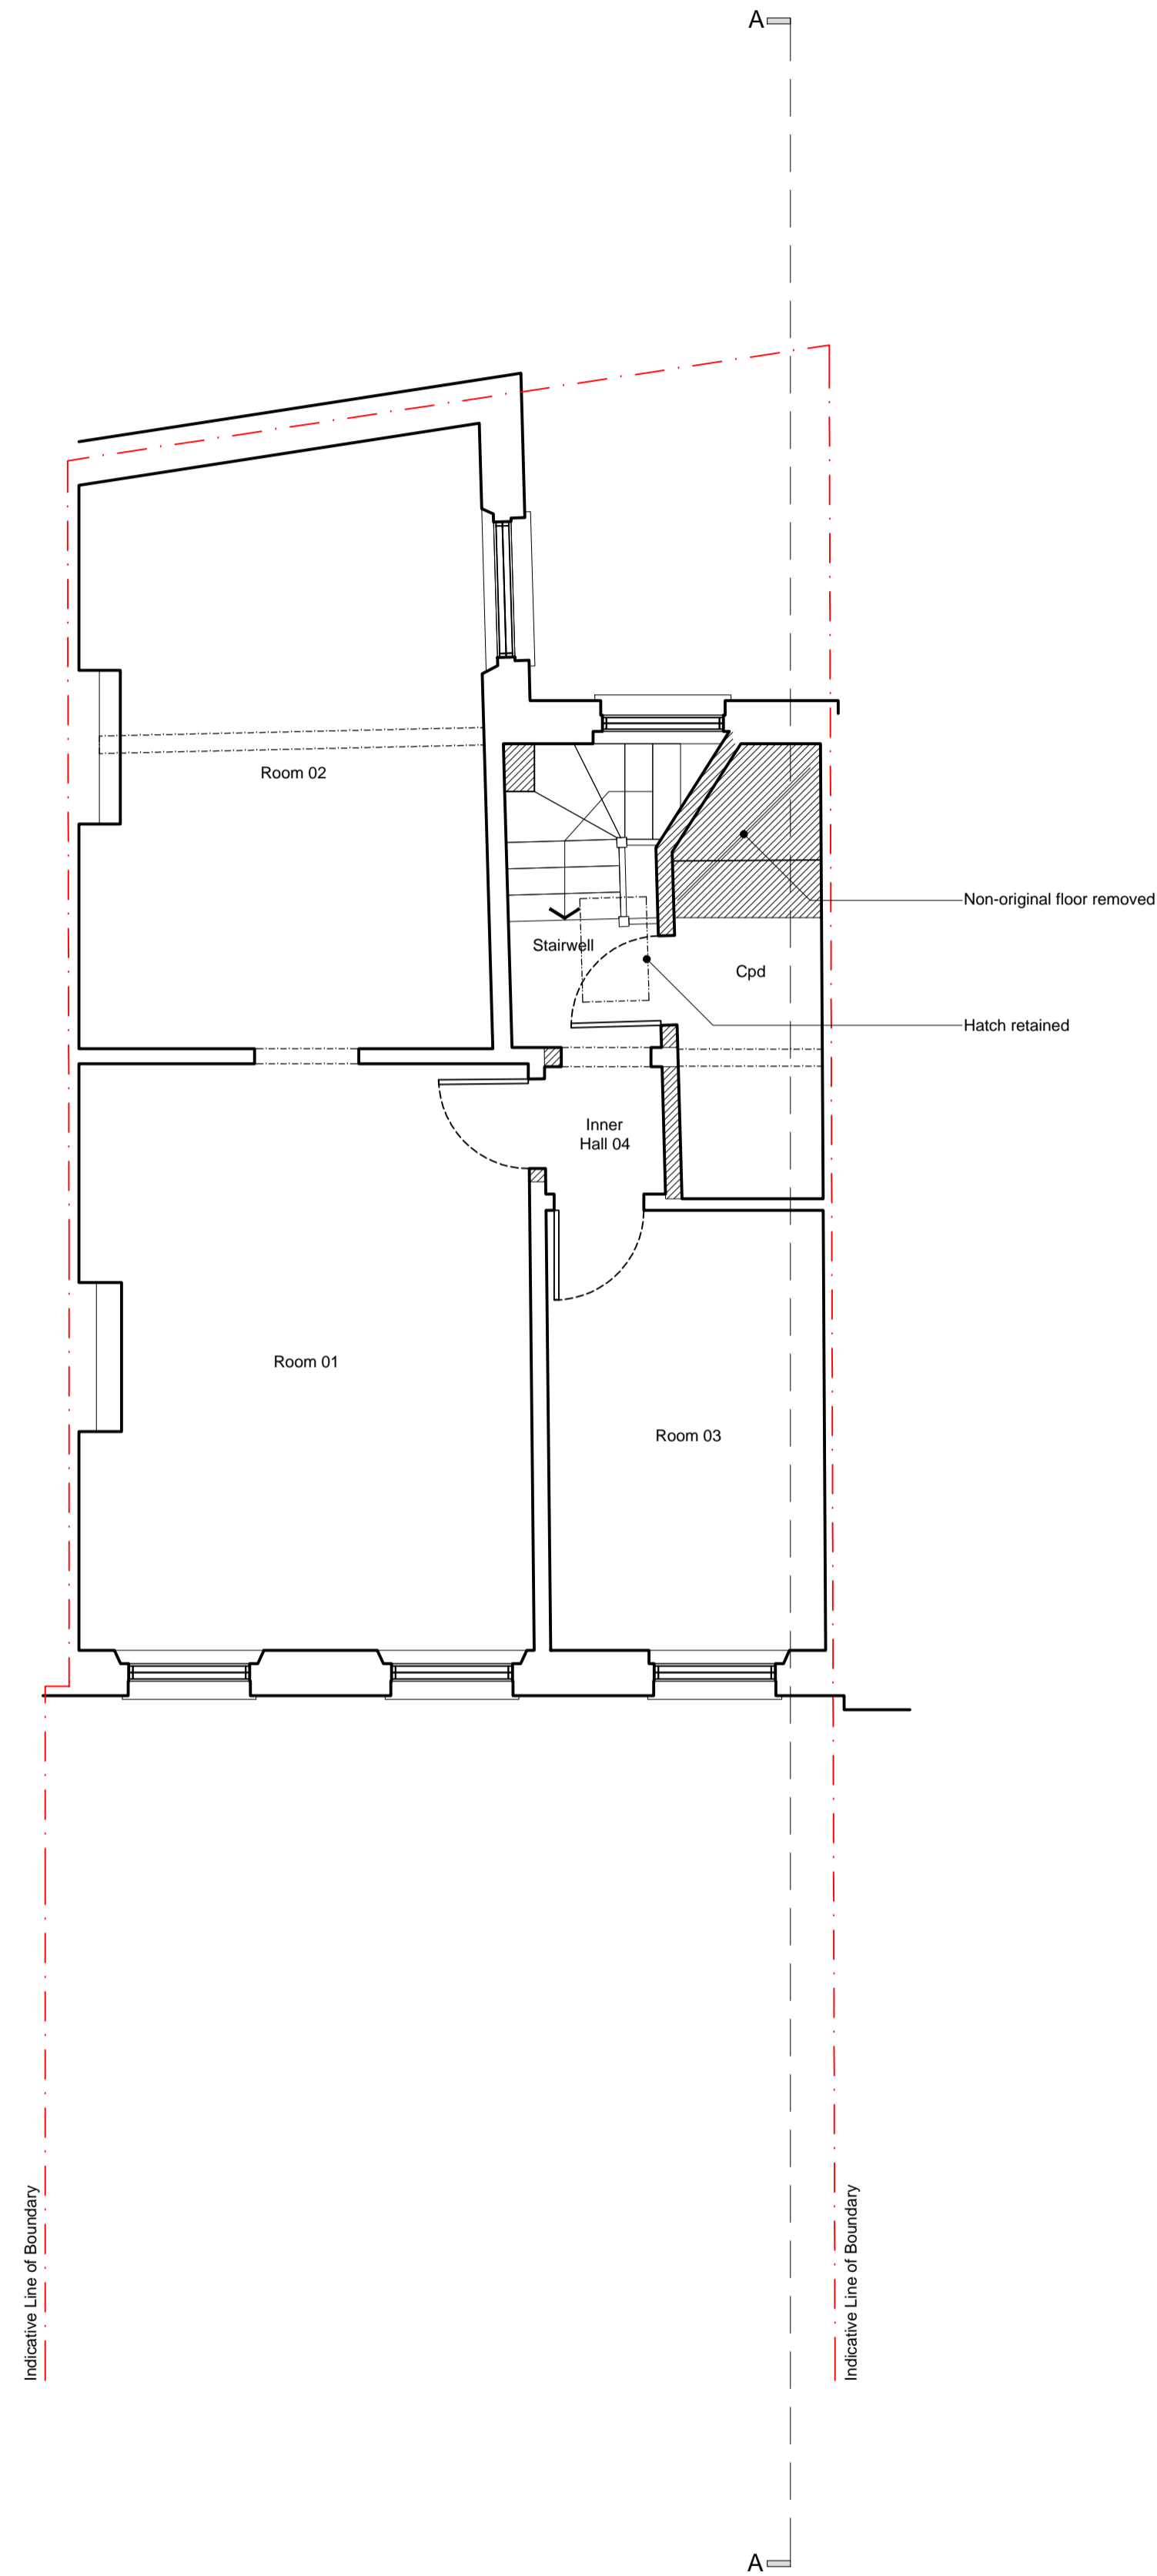 A
Room 02
Non-original floor removed
Stairwell
Cpd
Hatch retained
Inner
Hall 04
Room 01
Room 03
Indicative Line of Boundary
Indicative Line of Boundary
A